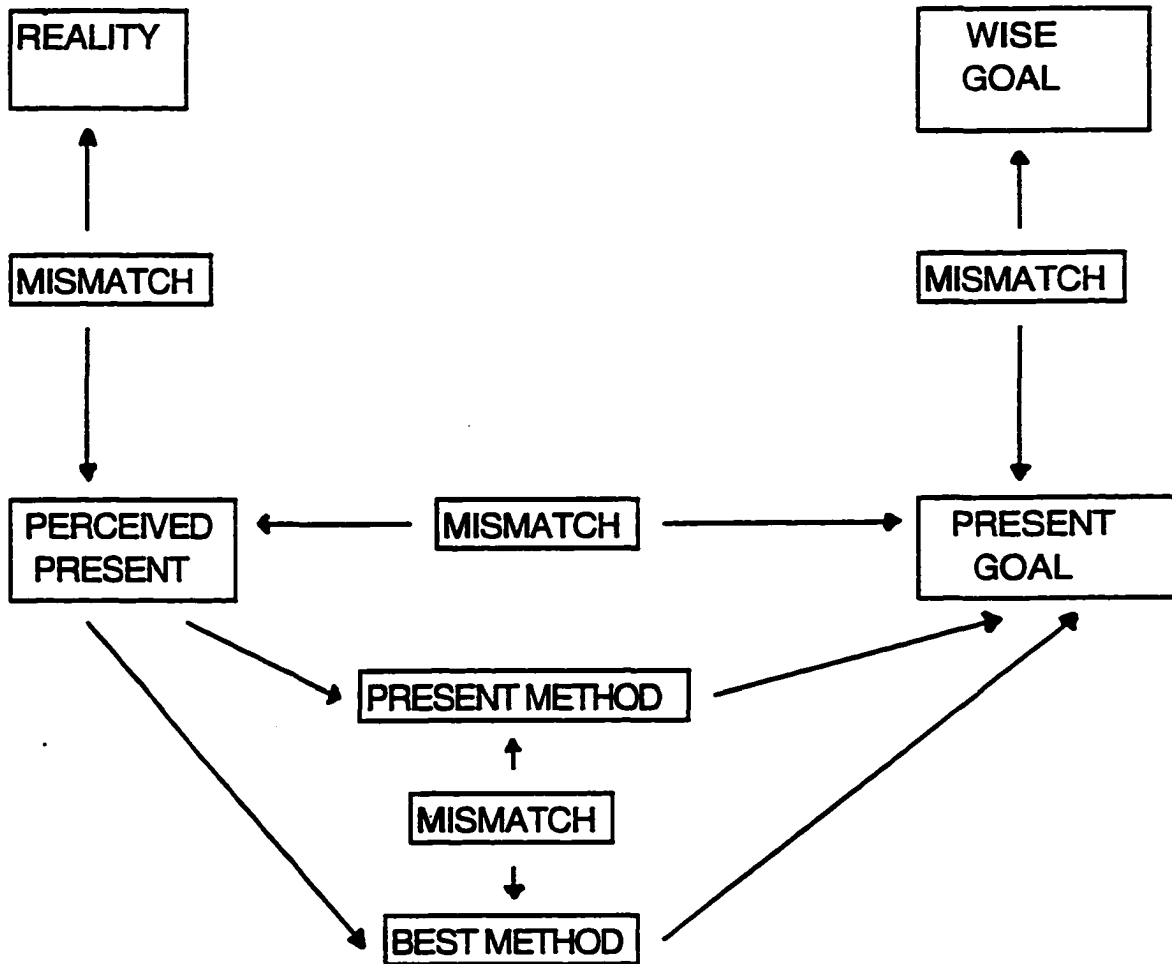 REALITY
WISE
GOAL
MISMATCH
MISMATCH
PERCEIVED
PRESENT
MISMATCH
PRESENT
GOAL
PRESENT METHOD
MISMATCH
BEST METHOD